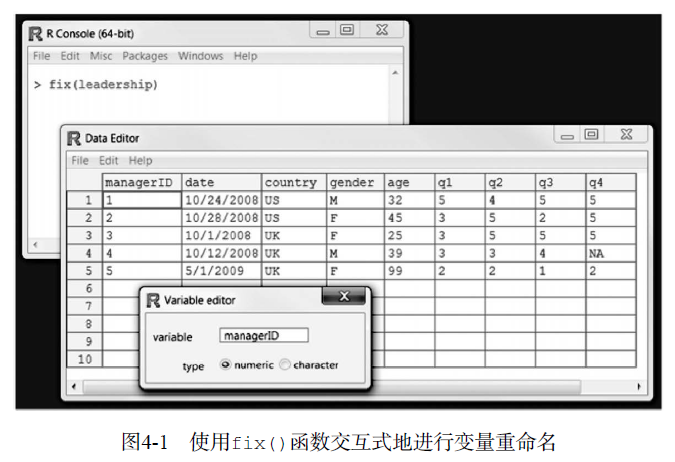 R Console (64-bit)
File Edit Misc Packages Windows Help
> fix(leadership)
R Data Editor
File Edit Help
managerID date country gender age q1 q2 q3 q4
1 1 10/24/2008 US M 32 5 4 5 5
2 2 10/28/2008 US F 45 3 5 2 5
3 3 10/1/2008 UK F 25 3 5 5 5
4 4 10/12/2008 UK M 39 3 3 4 NA
5 5 5/1/2009 UK F 99 2 2 1 2
6
7
8
9
10
R Variable editor
variable managerID
type numeric character
图4-1 使用fix()函数交互式地进行变量重命名